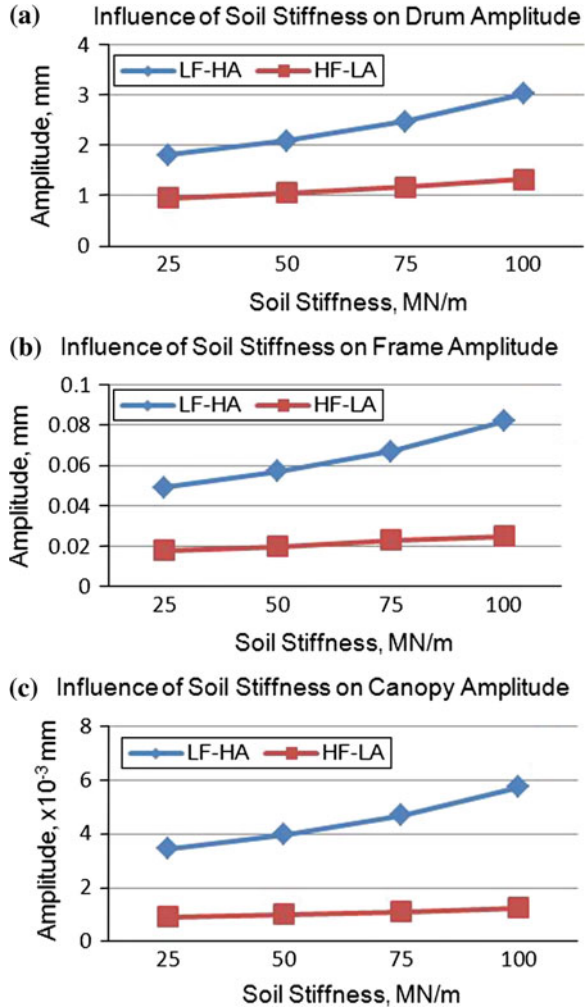 (a) Influence of Soil Stiffness on Drum Amplitude
4
LF-HA HF-LA
3
2
1
0
Amplitude, mm
25 50 75 100
Soil Stiffness, MN/m
(b) Influence of Soil Stiffness on Frame Amplitude
0.1
LF-HA HF-LA
0.08
0.06
0.04
0.02
0
Amplitude, mm
25 50 75 100
Soil Stiffness, MN/m
(c) Influence of Soil Stiffness on Canopy Amplitude
8
LF-HA HF-LA
6
4
2
0
Amplitude, x10⁻³ mm
25 50 75 100
Soil Stiffness, MN/m